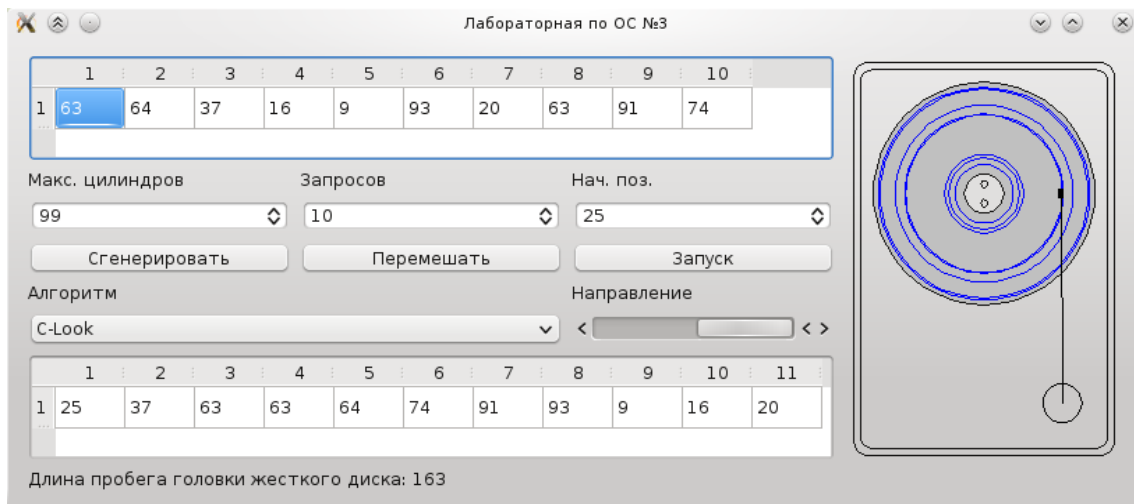 Лабораторная по ОС №3
1 2 3 4 5 6 7 8 9 10
1 63 64 37 16 9 93 20 63 91 74
Макс. цилиндров Запросов Нач. поз.
99 10 25
Сгенерировать Перемешать Запуск
Алгоритм Направление
C-Look < < >
1 2 3 4 5 6 7 8 9 10 11
1 25 37 63 63 64 74 91 93 9 16 20
Длина пробега головки жесткого диска: 163